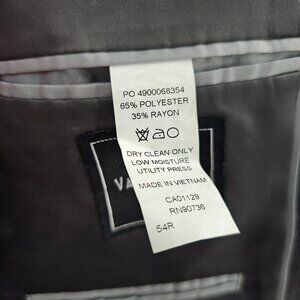 PO 4900068354
65% POLYESTER
35% RAYON
DRY CLEAN ONLY
LOW MOISTURE
UTILITY PRESS
MADE IN VIETNAM
CA01129
RN90736
54R
VA